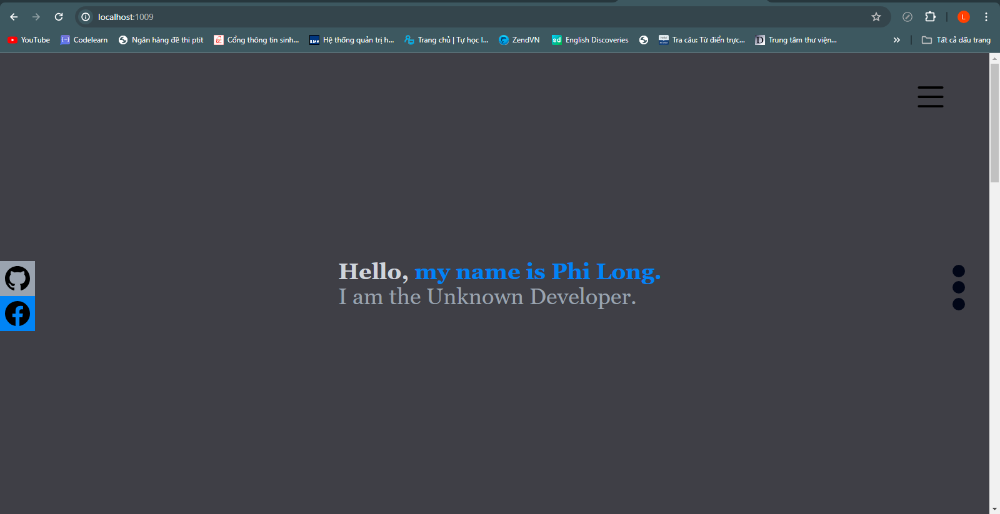 localhost:1009
L
YouTube
Codelearn
Ngân hàng đề thi ptit
Cổng thông tin sinh...
ILIAS
Hệ thống quản trị h...
Trang chủ | Tự học l...
ZendVN
ed
English Discoveries
Tra câu: Từ điển trực...
D
Trung tâm thư viện...
»
Tất cả dấu trang
Hello, my name is Phi Long.
I am the Unknown Developer.